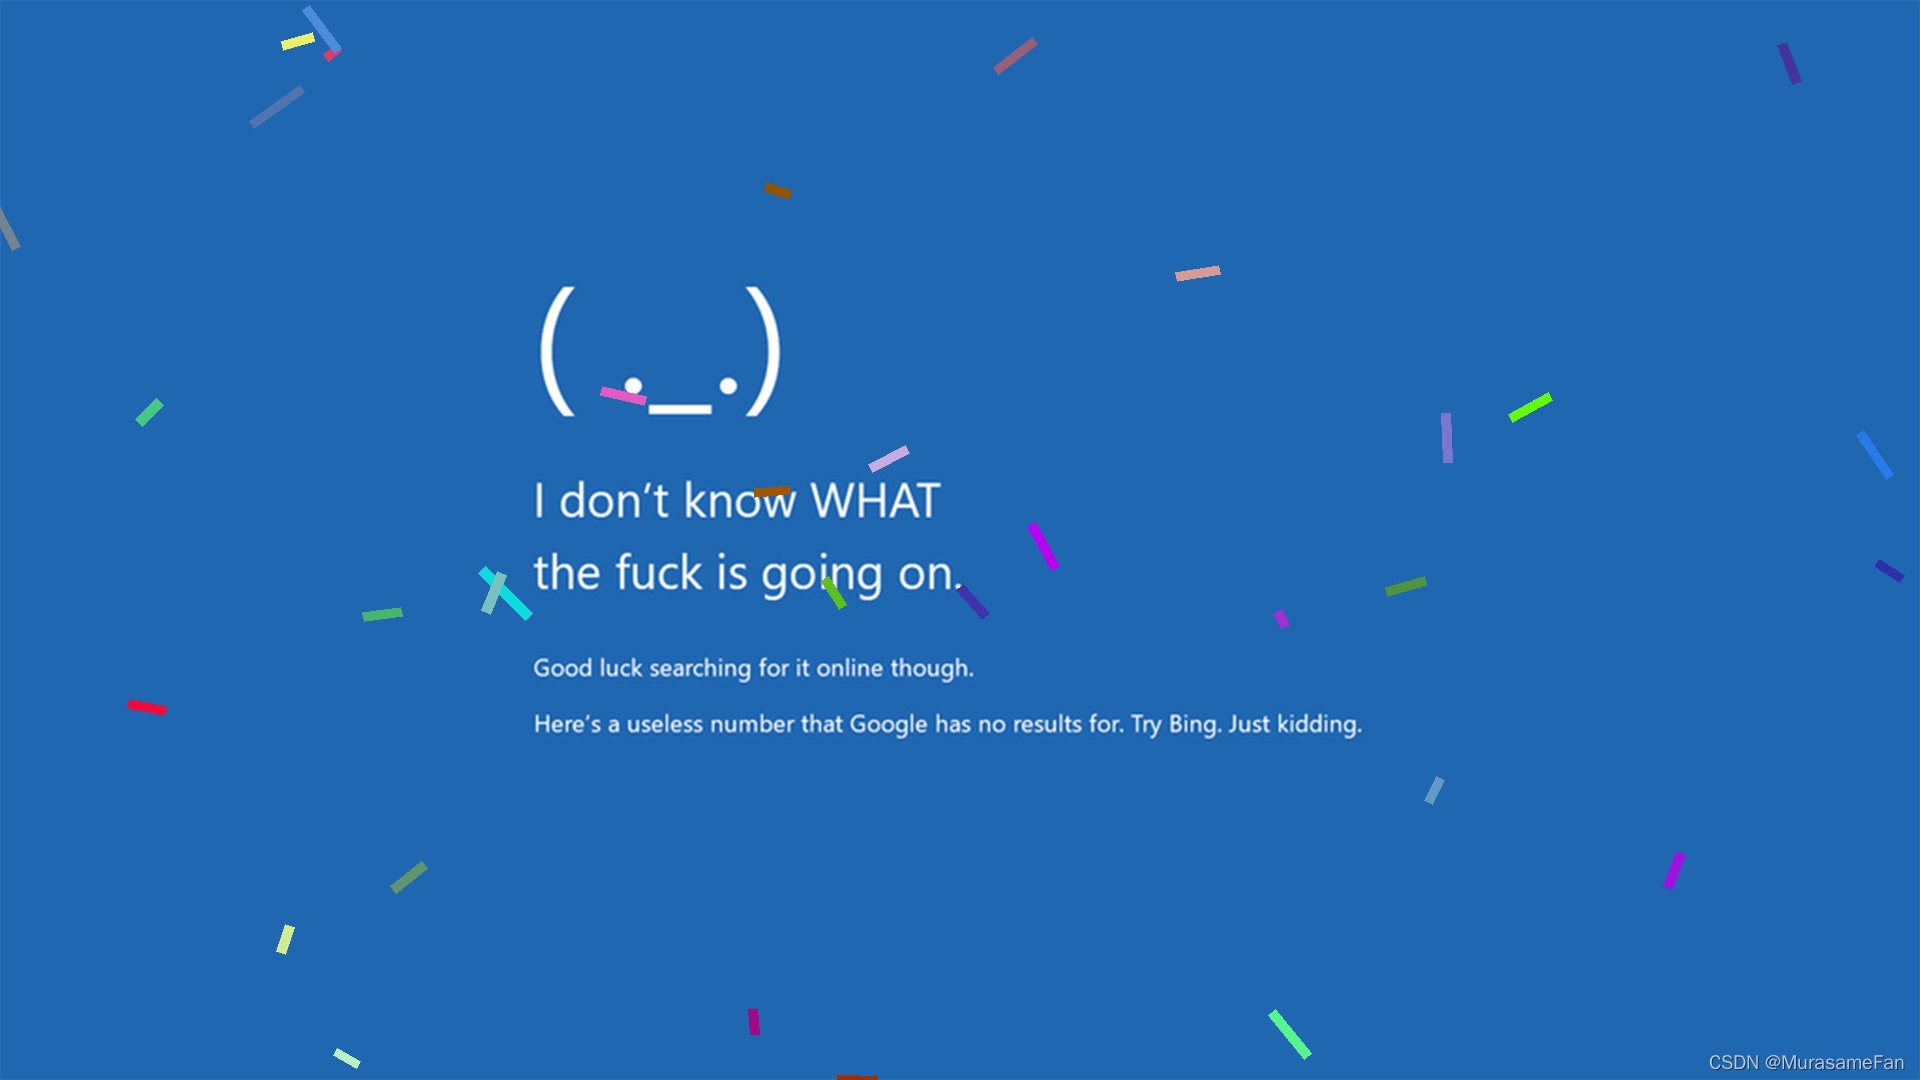 ( ._.)
I don’t know WHAT
the fuck is going on.
Good luck searching for it online though.
Here’s a useless number that Google has no results for. Try Bing. Just kidding.
CSDN @MurasameFan